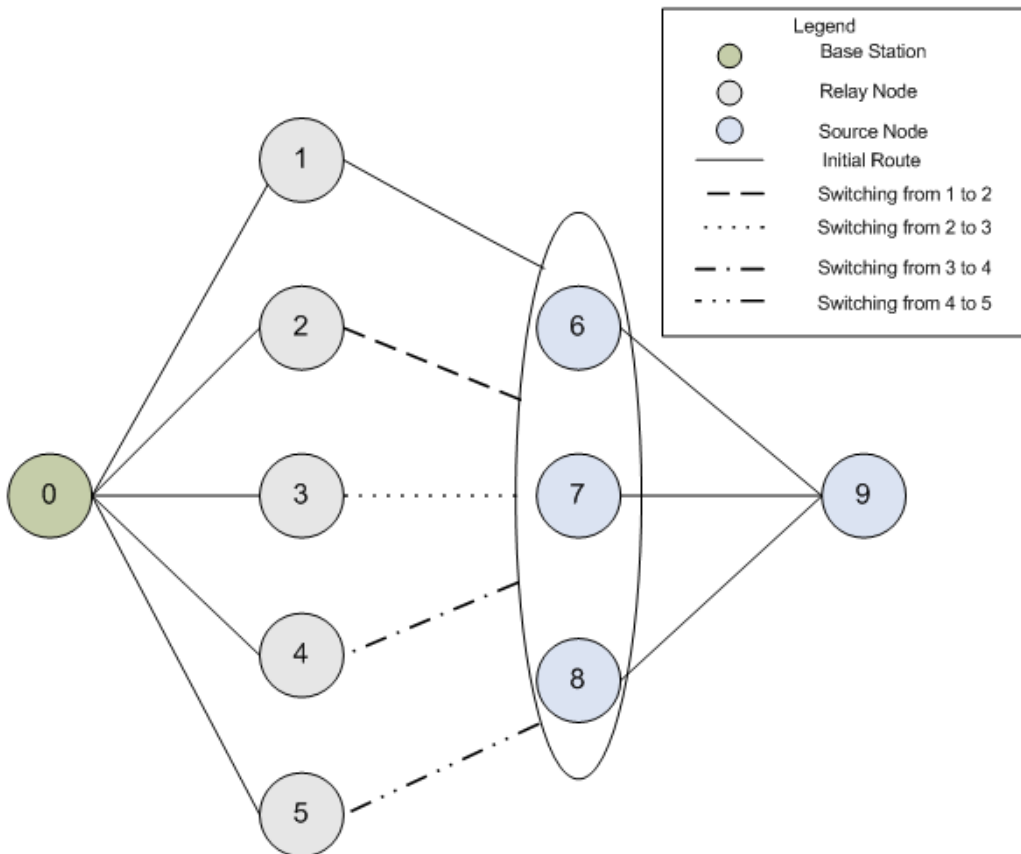 Legend
Base Station
Relay Node
Source Node
Initial Route
Switching from 1 to 2
Switching from 2 to 3
Switching from 3 to 4
Switching from 4 to 5
1
2
6
0
3
7
9
4
8
5